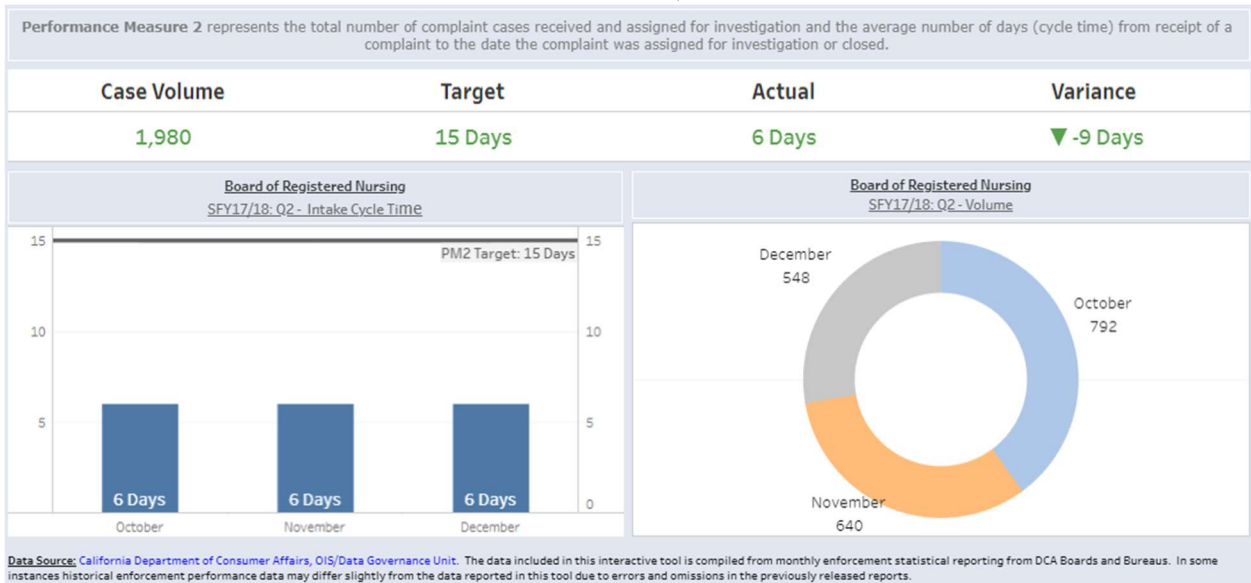 Performance Measure 2 represents the total number of complaint cases received and assigned for investigation and the average number of days (cycle time) from receipt of a
complaint to the date the complaint was assigned for investigation or closed.
Case Volume Target Actual Variance
1,980 15 Days 6 Days ▼ -9 Days
Board of Registered Nursing
SFY17/18: Q2 - Intake Cycle Time
15 15
PM2 Target: 15 Days
10 10
5 5
6 Days 6 Days 6 Days 0
October November December
Board of Registered Nursing
SFY17/18: Q2 - Volume
December
548
October
792
November
640
Data Source: California Department of Consumer Affairs, OIS/Data Governance Unit. The data included in this interactive tool is compiled from monthly enforcement statistical reporting from DCA Boards and Bureaus. In some
instances historical enforcement performance data may differ slightly from the data reported in this tool due to errors and omissions in the previously released reports.